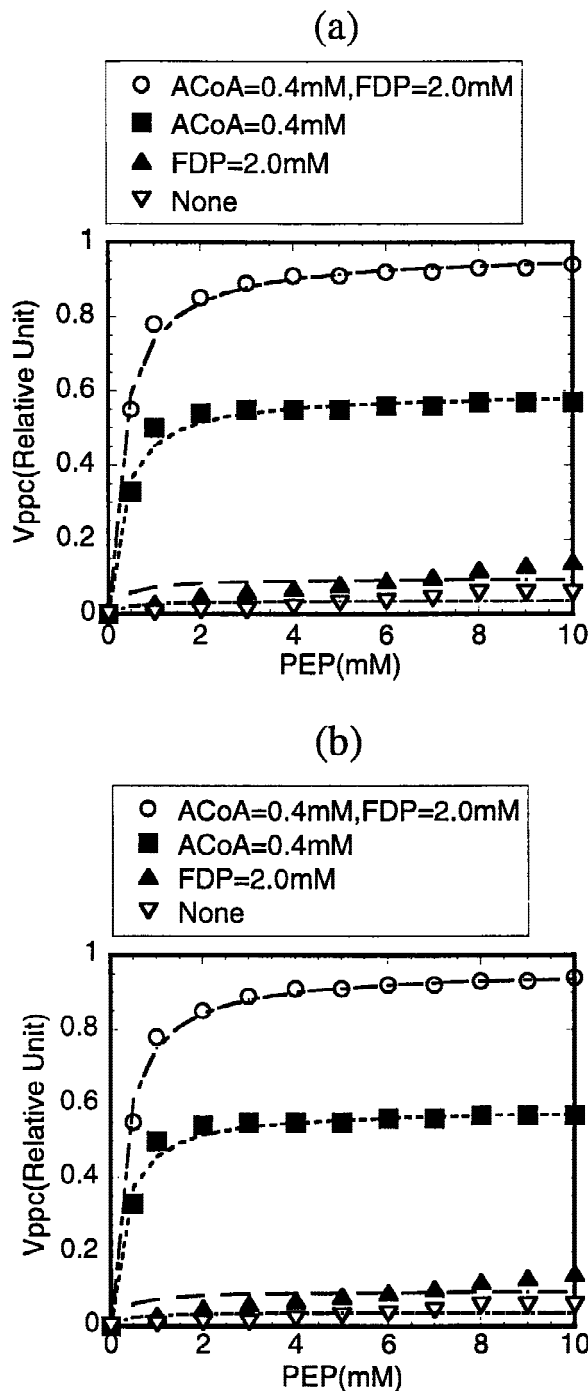 (a)
ACoA=0.4mM,FDP=2.0mM
ACoA=0.4mM
FDP=2.0mM
None
1
0.8
0.6
0.4
0.2
0
Vppc(Relative Unit)
0 2 4 6 8 10
PEP(mM)
(b)
ACoA=0.4mM,FDP=2.0mM
ACoA=0.4mM
FDP=2.0mM
None
1
0.8
0.6
0.4
0.2
0
Vppc(Relative Unit)
0 2 4 6 8 10
PEP(mM)